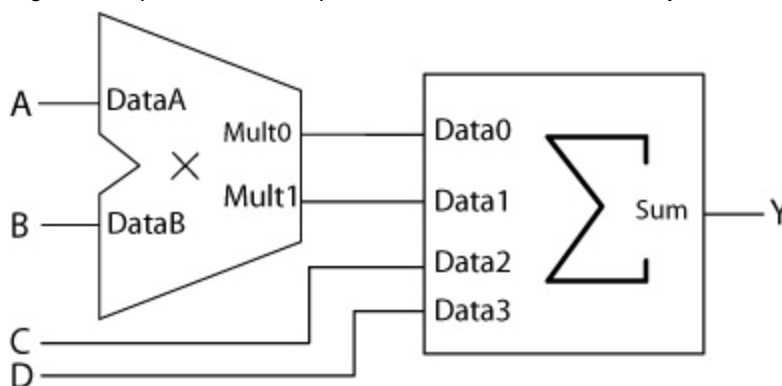 A
DataA
Mult0
Data0
×
Mult1
Data1
Sum
Y
B
DataB
Data2
Data3
C
D